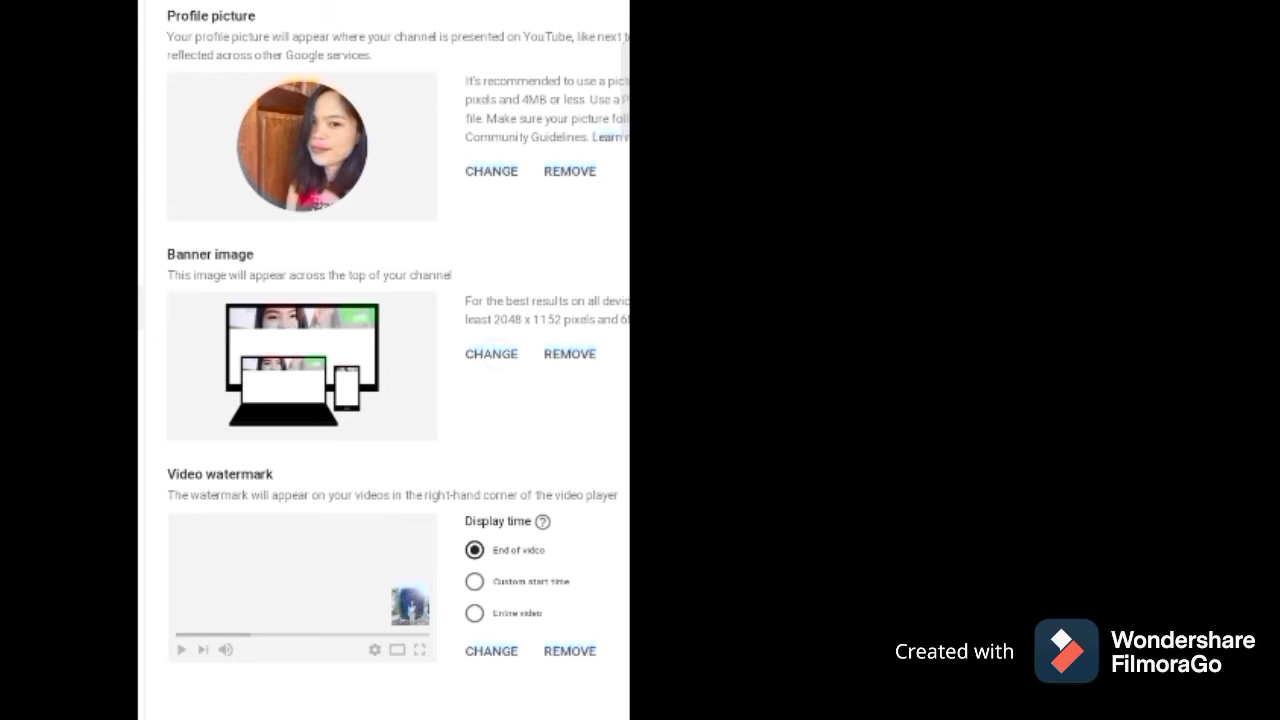 Profile picture
Your profile picture will appear where your channel is presented on YouTube, like next
reflected across other Google services.
It's recommended to use a
pixels and 4MB or less. Use a
file. Make sure your picture
Community Guidelines. Learn
CHANGE REMOVE
Banner image
This image will appear across the top of your channel
For the best results on all
least 2048 x 1152 pixels and
CHANGE REMOVE
Video watermark
The watermark will appear on your videos in the right-hand corner of the video player
Display time ?
End of video
Custom start time
Entire video
CHANGE REMOVE
Created with
Wondershare
FilmoraGo